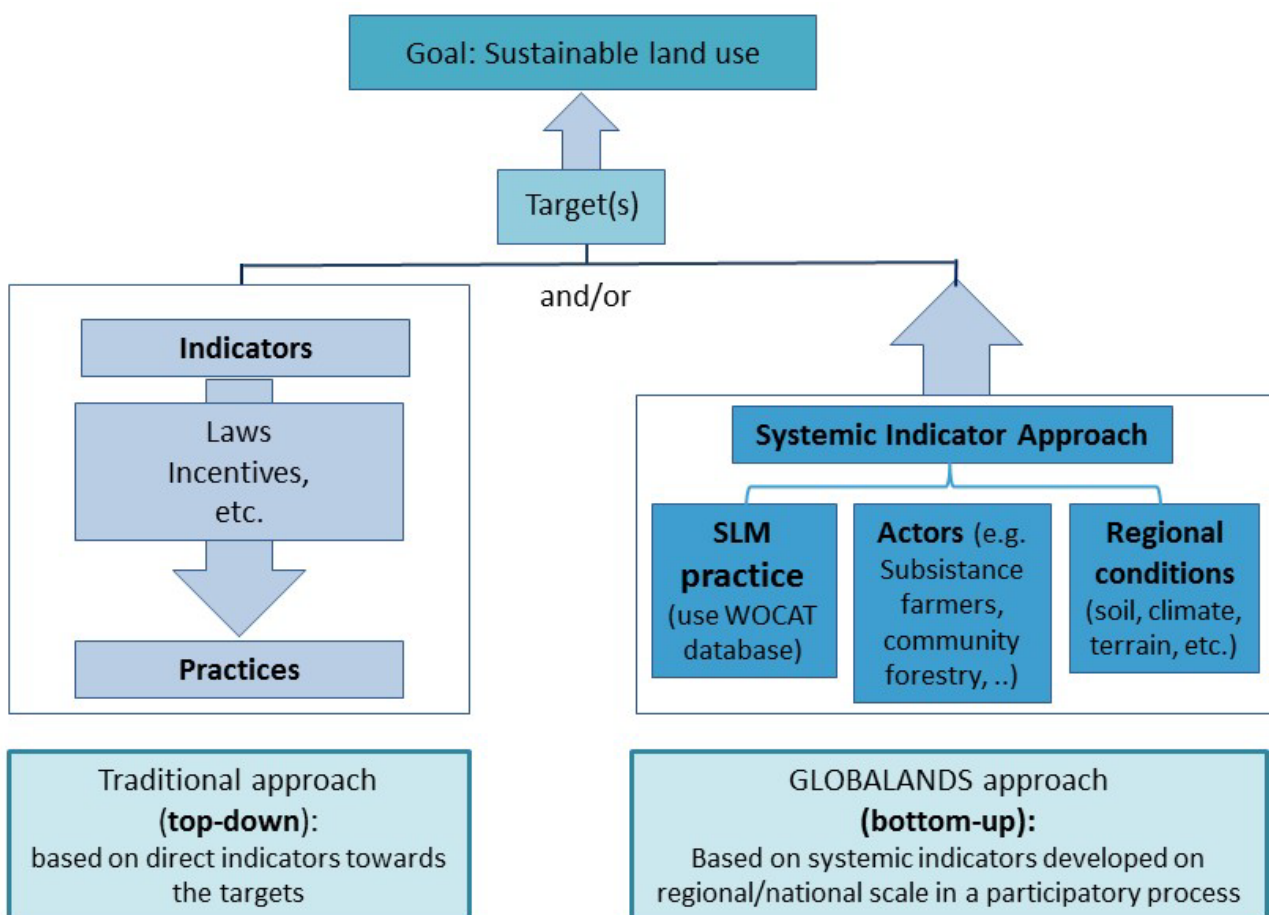 Goal: Sustainable land use
Target(s)
and/or
Indicators
Laws
Incentives,
etc.
Practices
Systemic Indicator Approach
SLM
practice
(use WOCAT
database)
Actors (e.g.
Subsistance
farmers,
community
forestry, ..)
Regional
conditions
(soil, climate,
terrain, etc.)
Traditional approach
(top-down):
based on direct indicators towards
the targets
GLOBALANDS approach
(bottom-up):
Based on systemic indicators developed on
regional/national scale in a participatory process